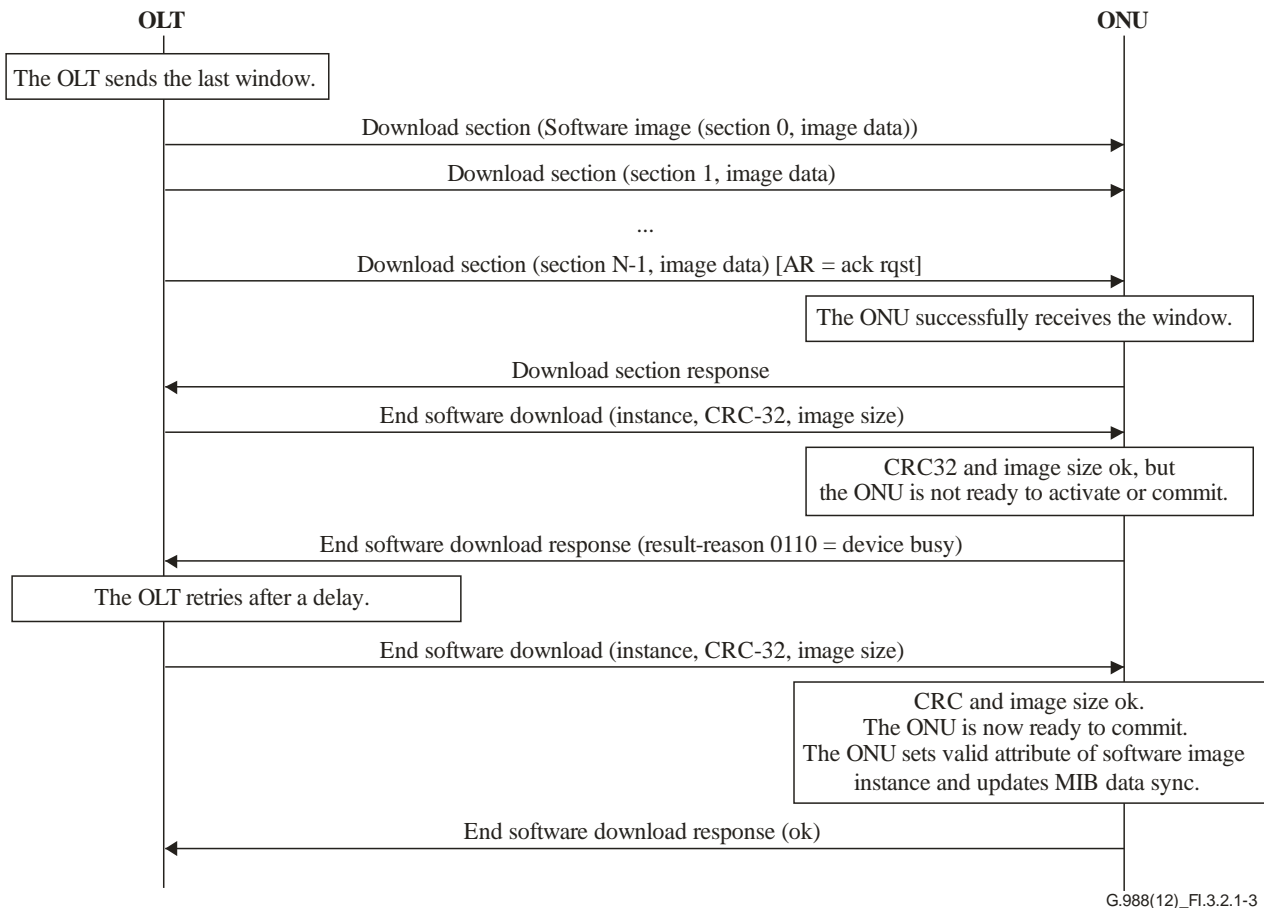 OLT
ONU
The OLT sends the last window.
Download section (Software image (section 0, image data))
Download section (section 1, image data)
...
Download section (section N-1, image data) [AR = ack rqst]
The ONU successfully receives the window.
Download section response
End software download (instance, CRC-32, image size)
CRC32 and image size ok, but
the ONU is not ready to activate or commit.
End software download response (result-reason 0110 = device busy)
The OLT retries after a delay.
End software download (instance, CRC-32, image size)
CRC and image size ok.
The ONU is now ready to commit.
The ONU sets valid attribute of software image
instance and updates MIB data sync.
End software download response (ok)
G.988(12)_FI.3.2.1-3